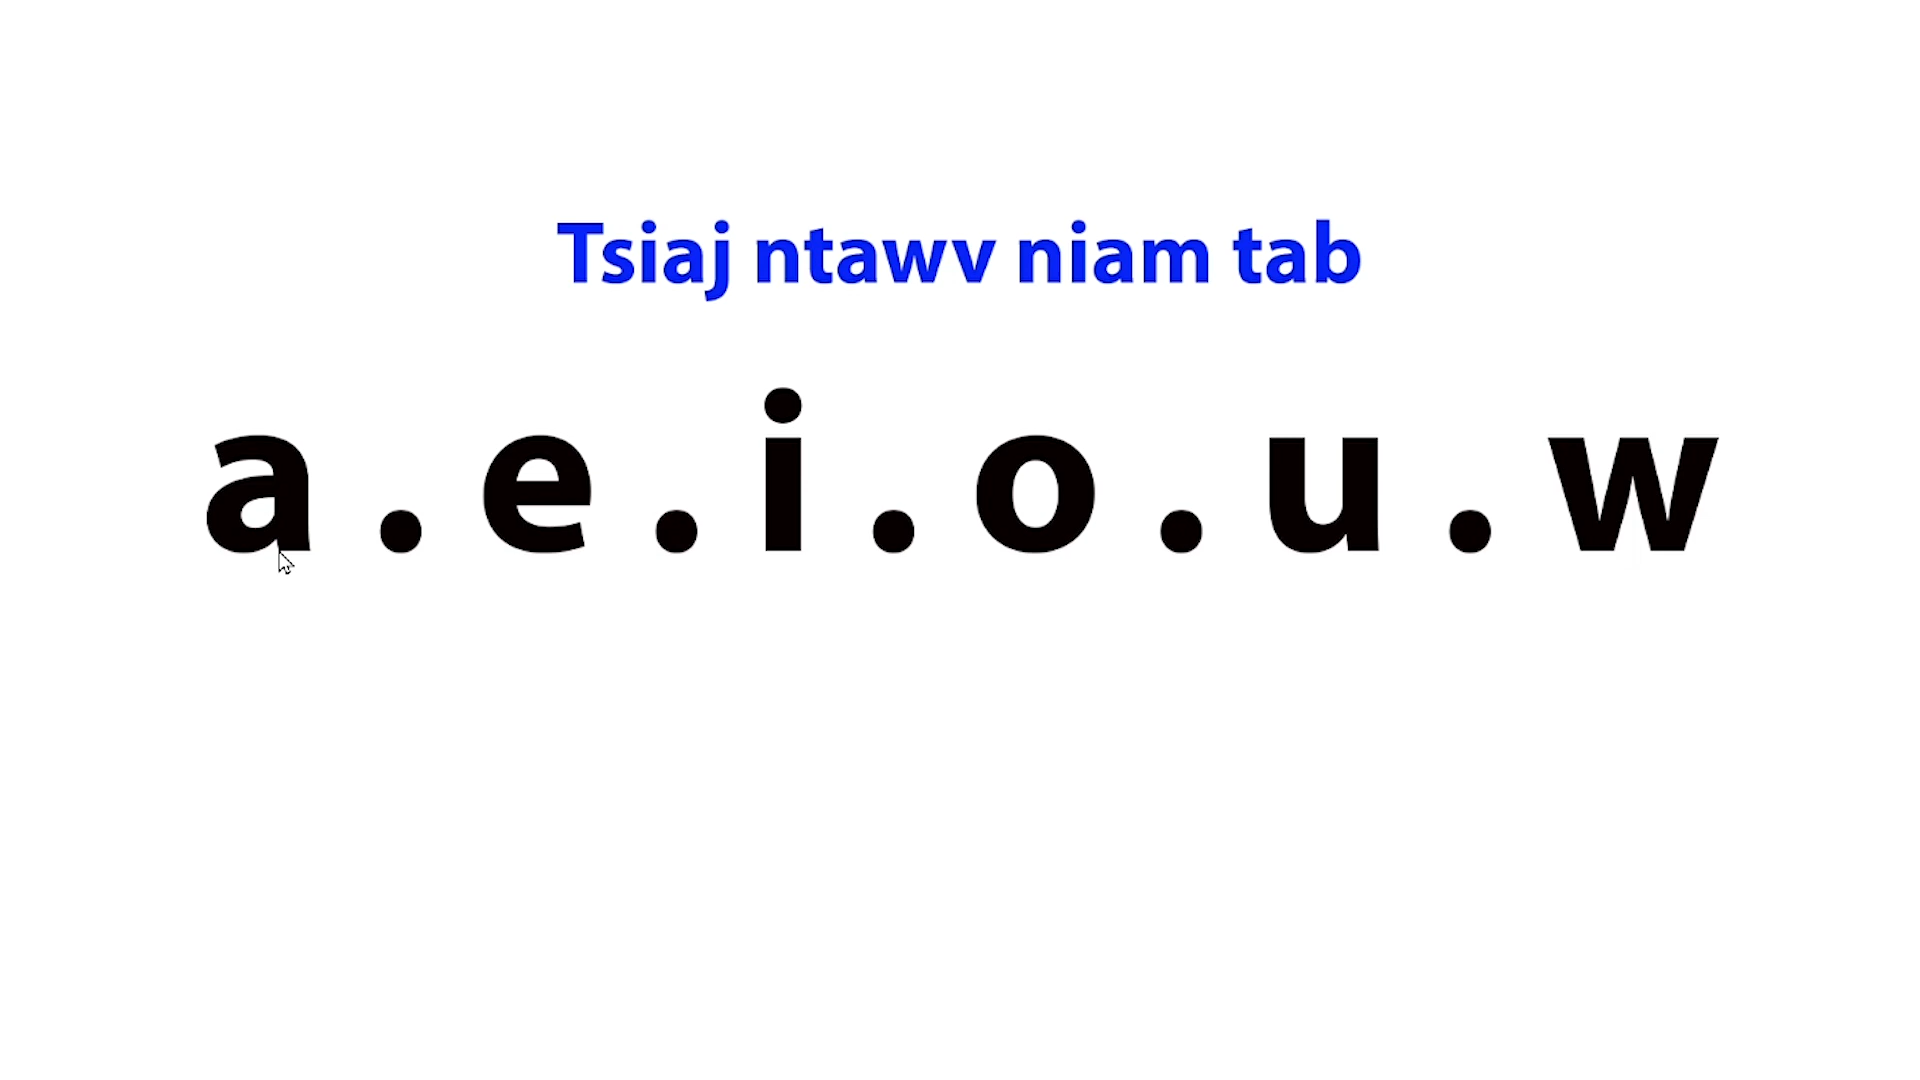 Tsiaj ntawv niam tab
a . e . i . o . u . w